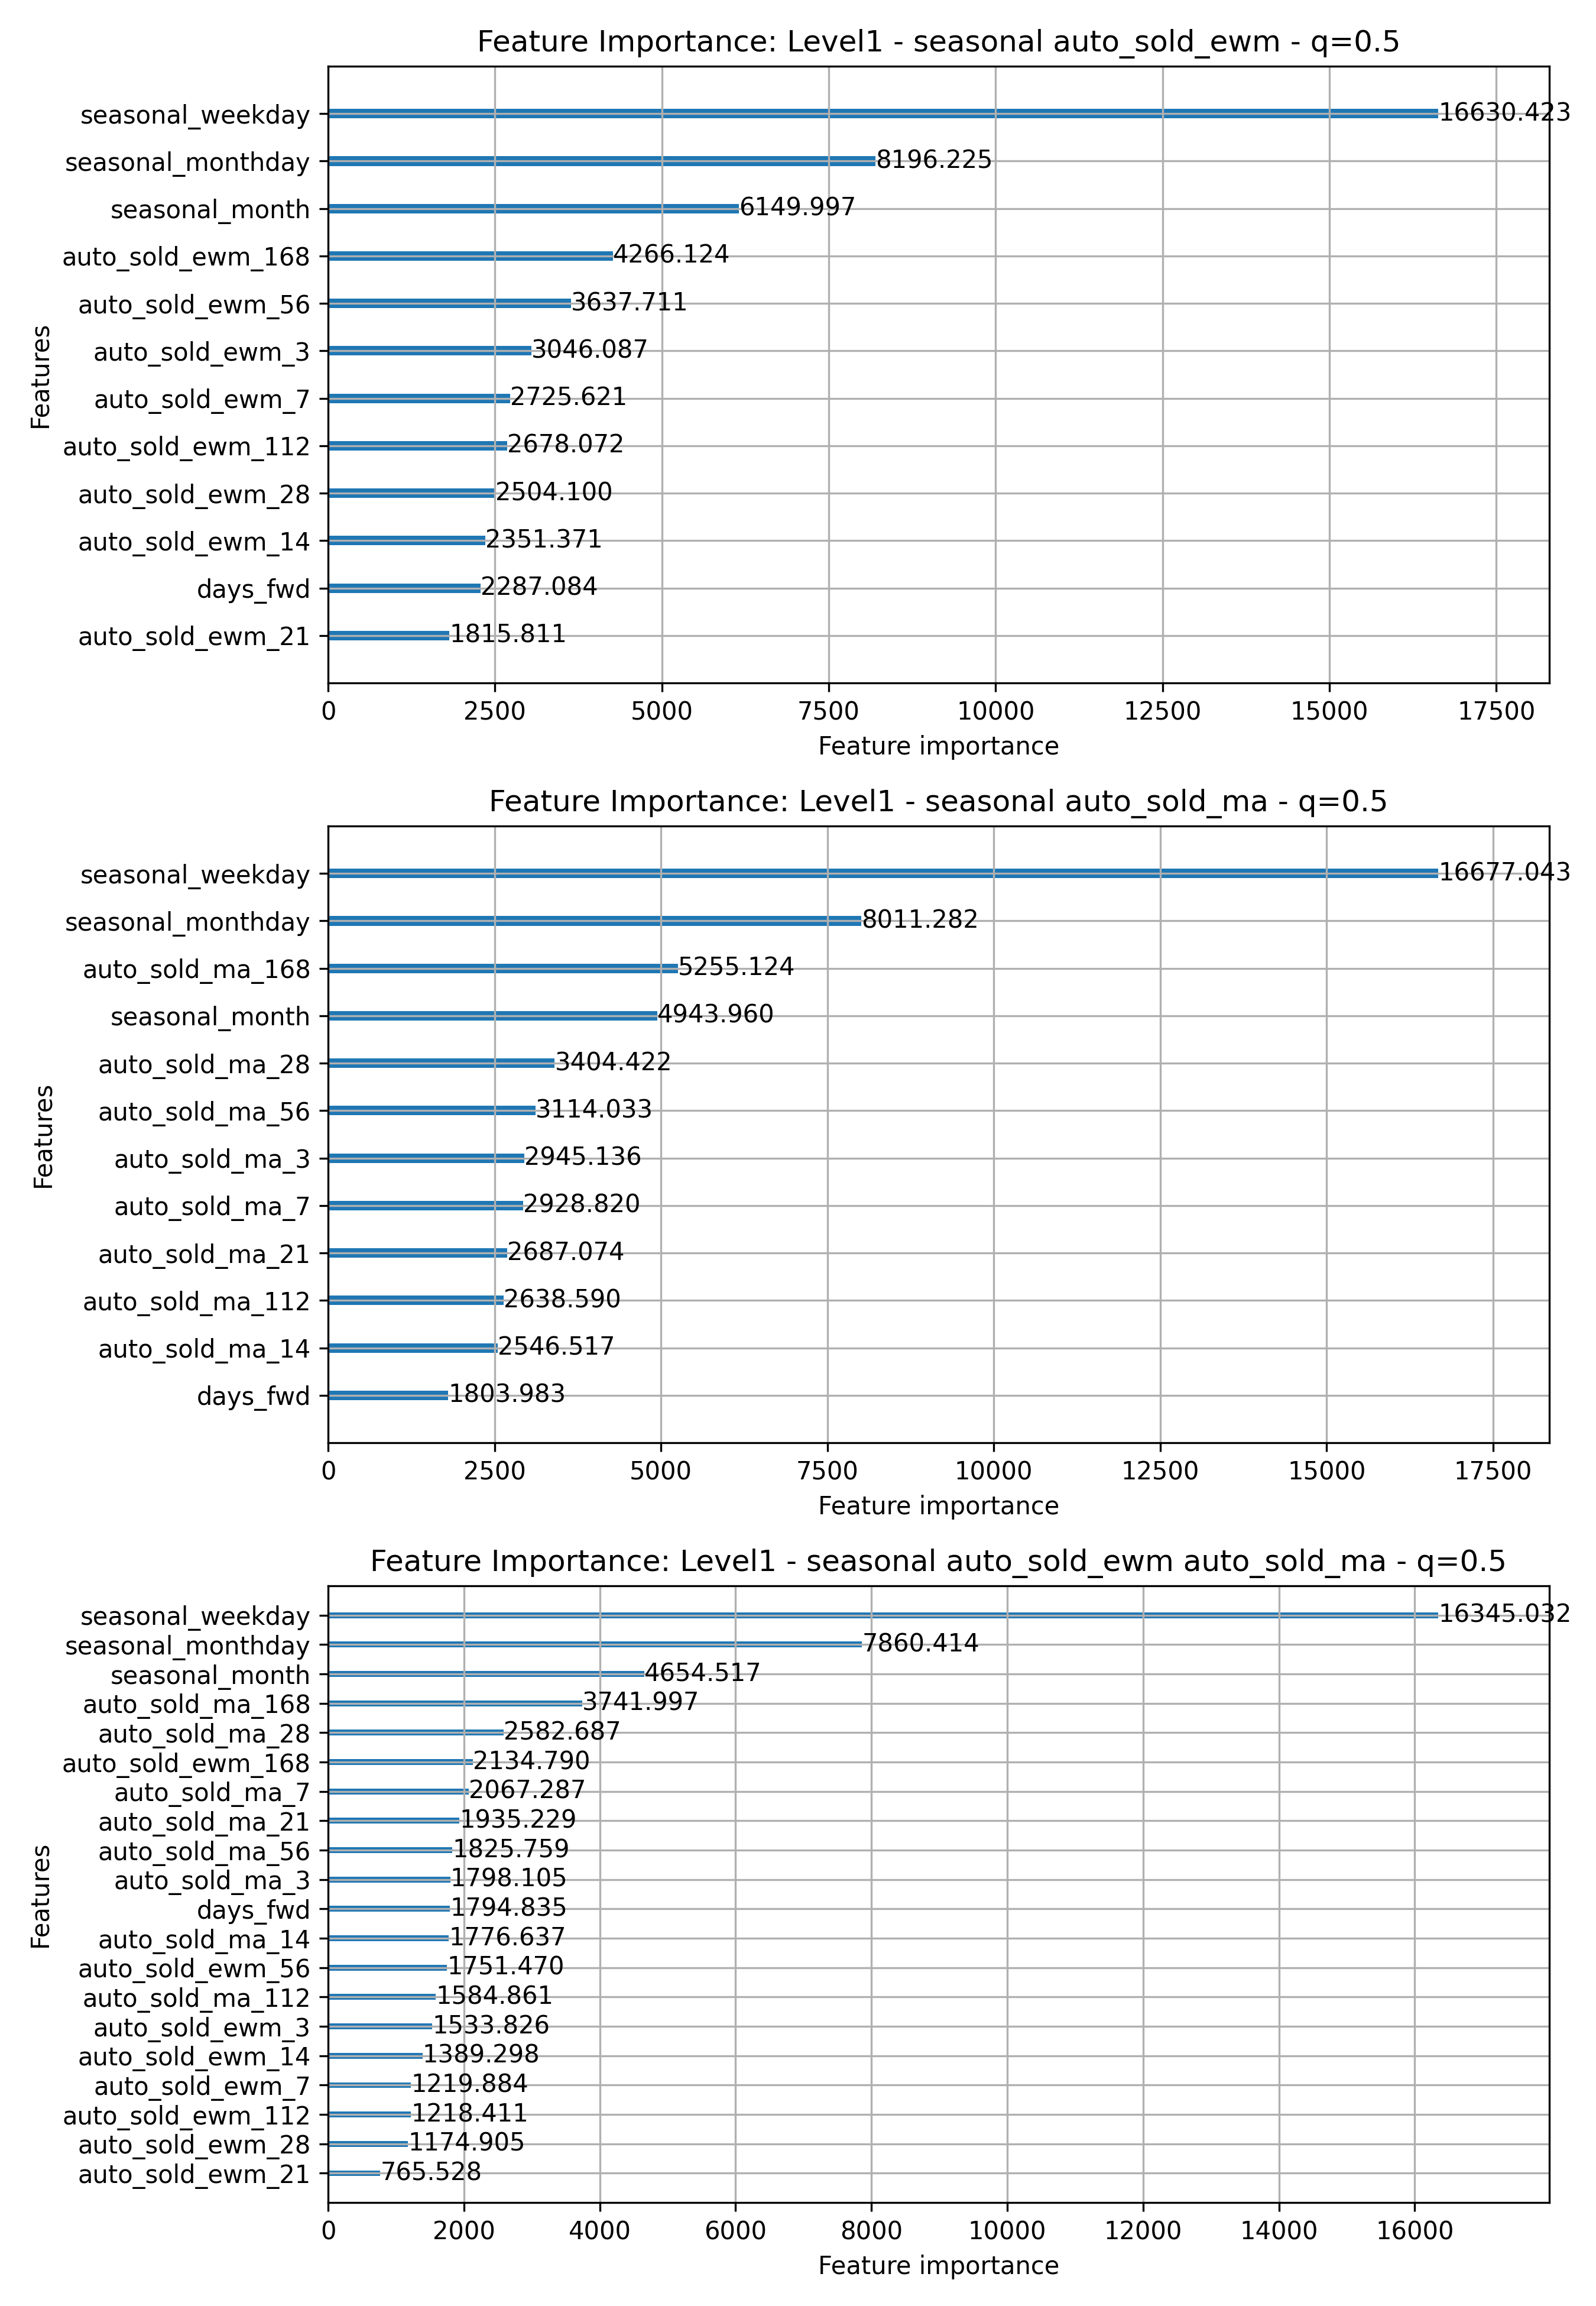 Feature Importance: Level1 - seasonal auto_sold_ewm - q=0.5
Features
seasonal_weekday 16630.423
seasonal_monthday 8196.225
seasonal_month 6149.997
auto_sold_ewm_168 4266.124
auto_sold_ewm_56 3637.711
auto_sold_ewm_3 3046.087
auto_sold_ewm_7 2725.621
auto_sold_ewm_112 2678.072
auto_sold_ewm_28 2504.100
auto_sold_ewm_14 2351.371
days_fwd 2287.084
auto_sold_ewm_21 1815.811
0 2500 5000 7500 10000 12500 15000 17500
Feature importance
Feature Importance: Level1 - seasonal auto_sold_ma - q=0.5
Features
seasonal_weekday 16677.043
seasonal_monthday 8011.282
auto_sold_ma_168 5255.124
seasonal_month 4943.960
auto_sold_ma_28 3404.422
auto_sold_ma_56 3114.033
auto_sold_ma_3 2945.136
auto_sold_ma_7 2928.820
auto_sold_ma_21 2687.074
auto_sold_ma_112 2638.590
auto_sold_ma_14 2546.517
days_fwd 1803.983
0 2500 5000 7500 10000 12500 15000 17500
Feature importance
Feature Importance: Level1 - seasonal auto_sold_ewm auto_sold_ma - q=0.5
Features
seasonal_weekday 16345.032
seasonal_monthday 7860.414
seasonal_month 4654.517
auto_sold_ma_168 3741.997
auto_sold_ma_28 2582.687
auto_sold_ewm_168 2134.790
auto_sold_ma_7 2067.287
auto_sold_ma_21 1935.229
auto_sold_ma_56 1825.759
auto_sold_ma_3 1798.105
days_fwd 1794.835
auto_sold_ma_14 1776.637
auto_sold_ewm_56 1751.470
auto_sold_ma_112 1584.861
auto_sold_ewm_3 1533.826
auto_sold_ewm_14 1389.298
auto_sold_ewm_7 1219.884
auto_sold_ewm_112 1218.411
auto_sold_ewm_28 1174.905
auto_sold_ewm_21 765.528
0 2000 4000 6000 8000 10000 12000 14000 16000
Feature importance